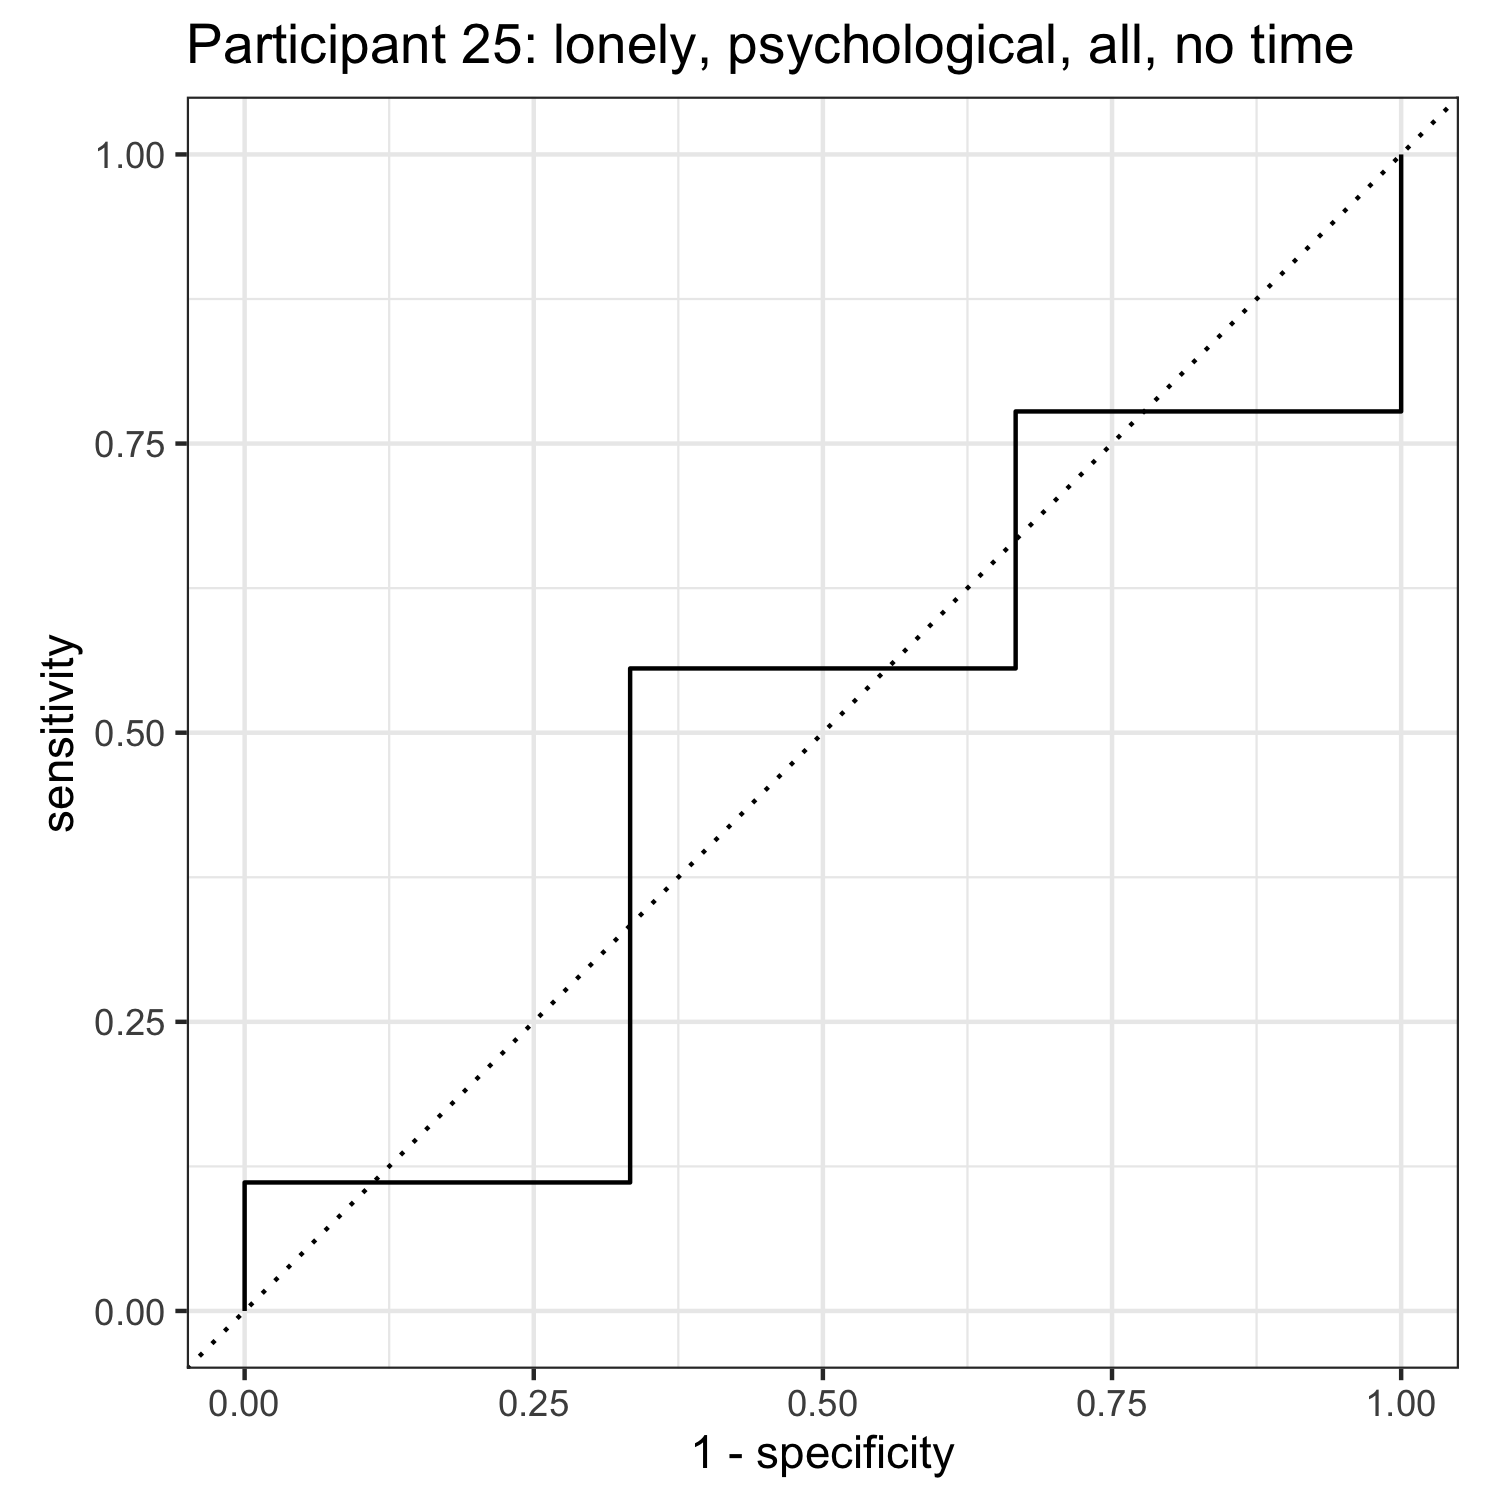 Participant 25: lonely, psychological, all, no time
1.00
0.75
0.50
0.25
0.00
sensitivity
0.00 0.25 0.50 0.75 1.00
1 - specificity